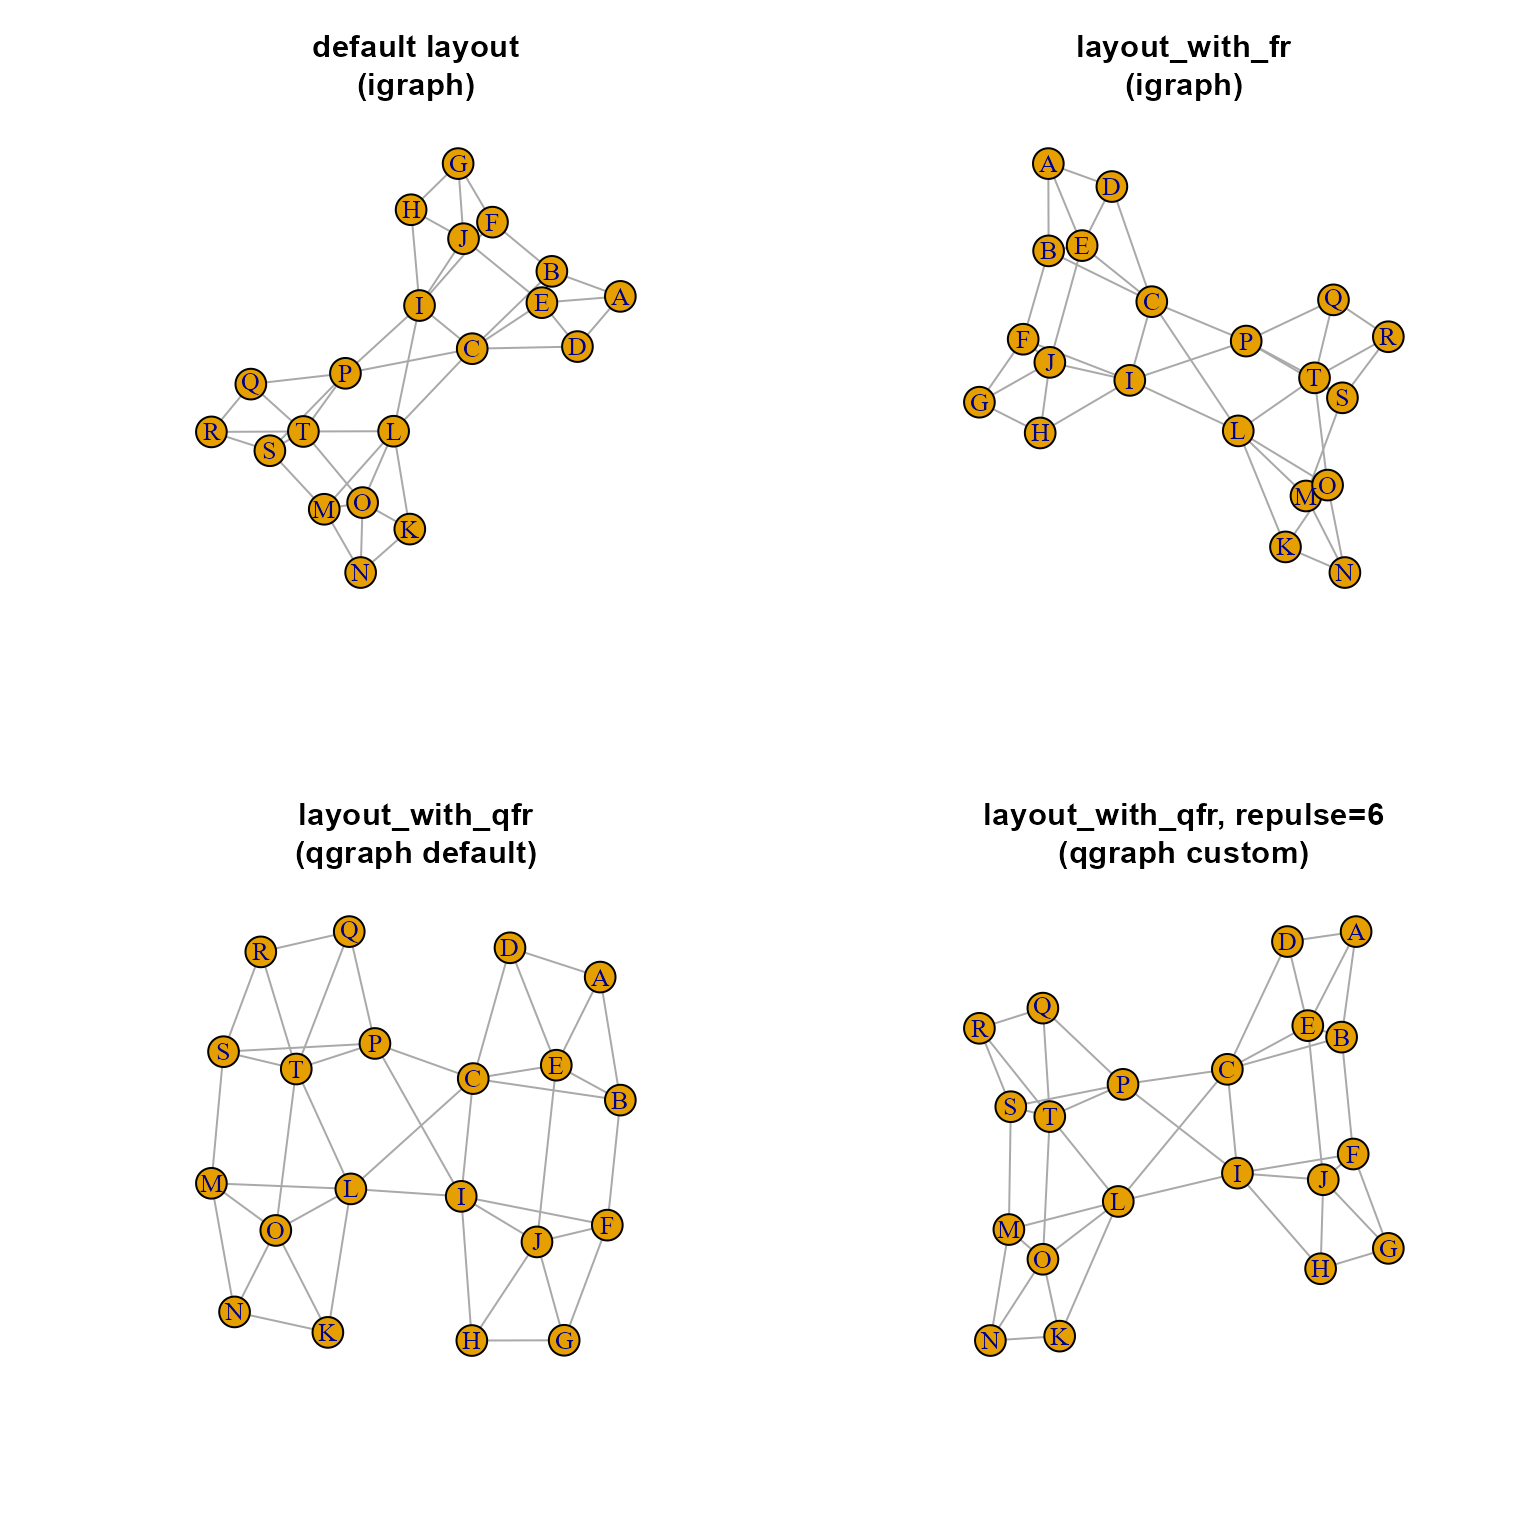 default layout
(igraph)
layout_with_fr
(igraph)
G
H
F
J
B
A
E
I
D
C
P
Q
R
T
L
S
O
M
K
N
A
D
E
B
C
Q
R
F
P
J
T
I
S
G
L
H
O
M
K
N
layout_with_qfr
(qgraph default)
layout_with_qfr, repulse=6
(qgraph custom)
Q
D
R
A
P
S
E
T
C
B
M
L
I
F
O
J
N
K
H
G
A
D
Q
E
R
B
C
P
S
T
F
I
J
L
M
G
O
H
K
N